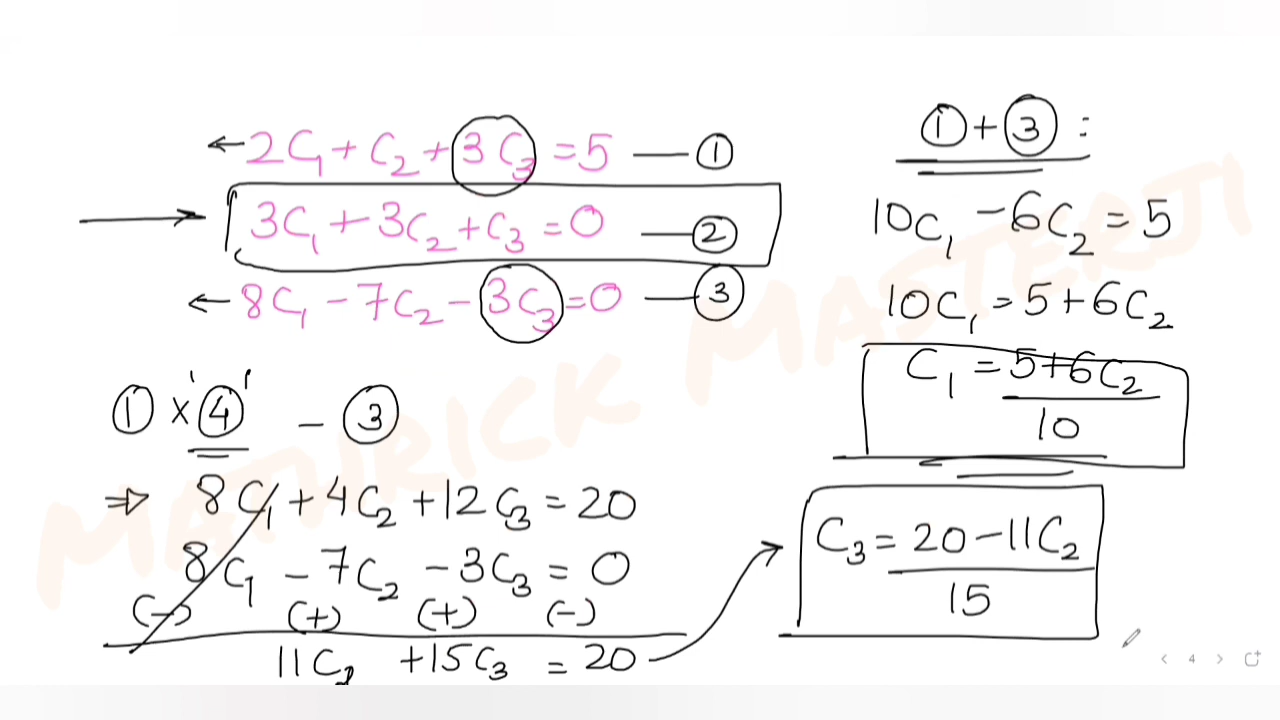 2C₁ + C₂ + 3C₃ = 5 — ①
3C₁ + 3C₂ + C₃ = 0 — ②
8C₁ - 7C₂ - 3C₃ = 0 — ③
① × ④ - ③
⇒ 8C₁ + 4C₂ + 12C₃ = 20
8C₁ - 7C₂ - 3C₃ = 0
(-) (+) (+) (-)
11C₂ + 15C₃ = 20
① + ③ :
10C₁ - 6C₂ = 5
10C₁ = 5 + 6C₂
C₁ = 5+6C₂
10
C₃ = 20 - 11C₂
15
MATRICK MASTERJI
< 4 >